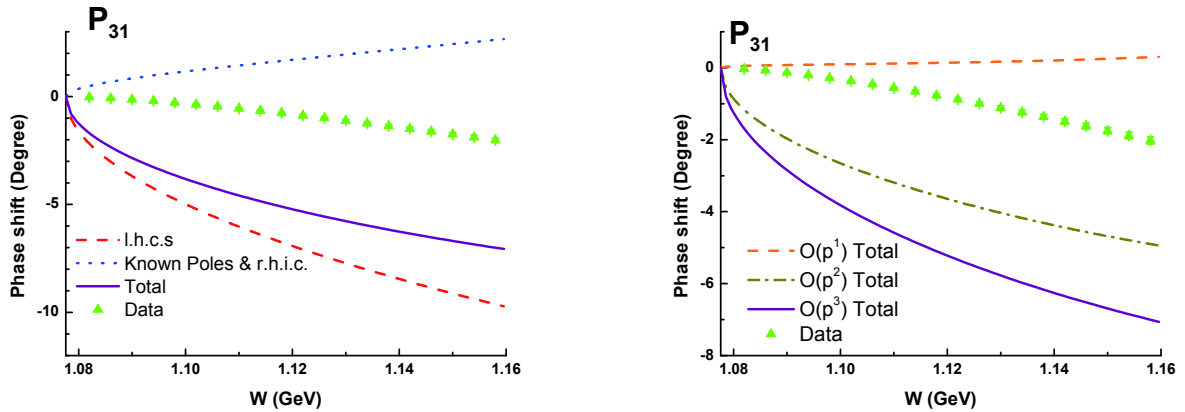 P31
Phase shift (Degree)
0
-5
-10
l.h.c.s
Known Poles & r.h.i.c.
Total
Data
1.08
1.10
1.12
1.14
1.16
W (GeV)
P31
Phase shift (Degree)
0
-2
-4
-6
-8
O(p1) Total
O(p2) Total
O(p3) Total
Data
1.08
1.10
1.12
1.14
1.16
W (GeV)